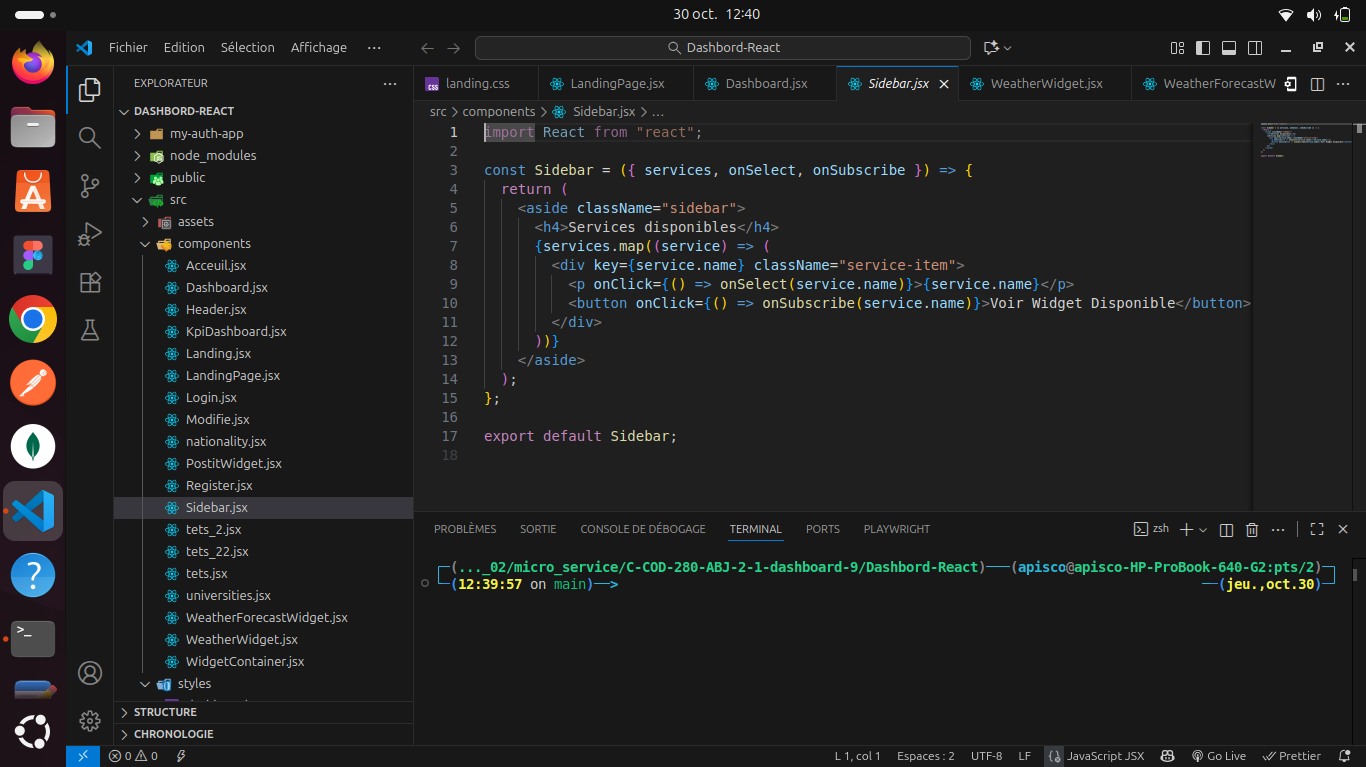 30 oct. 12:40
Fichier Edition Sélection Affichage ···
Dashbord-React
EXPLORATEUR
DASHBORD-REACT
my-auth-app
node_modules
public
src
assets
components
Acceuil.jsx
Dashboard.jsx
Header.jsx
KpiDashboard.jsx
Landing.jsx
LandingPage.jsx
Login.jsx
Modifie.jsx
nationality.jsx
PostitWidget.jsx
Register.jsx
Sidebar.jsx
tets_2.jsx
tets_22.jsx
tets.jsx
universities.jsx
WeatherForecastWidget.jsx
WeatherWidget.jsx
WidgetContainer.jsx
styles
STRUCTURE
CHRONOLOGIE
landing.css LandingPage.jsx Dashboard.jsx Sidebar.jsx WeatherWidget.jsx WeatherForecastW
src > components > Sidebar.jsx > ...
1 import React from "react";
2
3 const Sidebar = ({ services, onSelect, onSubscribe }) => {
4 return (
5 <aside className="sidebar">
6 <h4>Services disponibles</h4>
7 {services.map((service) => (
8 <div key={service.name} className="service-item">
9 <p onClick={() => onSelect(service.name)}>{service.name}</p>
10 <button onClick={() => onSubscribe(service.name)}>Voir Widget Disponible</button>
11 </div>
12 ))}
13 </aside>
14 );
15 };
16
17 export default Sidebar;
18
PROBLÈMES SORTIE CONSOLE DE DÉBOGAGE TERMINAL PORTS PLAYWRIGHT
zsh
(..._02/micro_service/C-COD-280-ABJ-2-1-dashboard-9/Dashbord-React)──(apisco@apisco-HP-ProBook-640-G2:pts/2)
(12:39:57 on main)──> ──(jeu.,oct.30)
0 0
L 1, col 1 Espaces : 2 UTF-8 LF JavaScript JSX Go Live Prettier